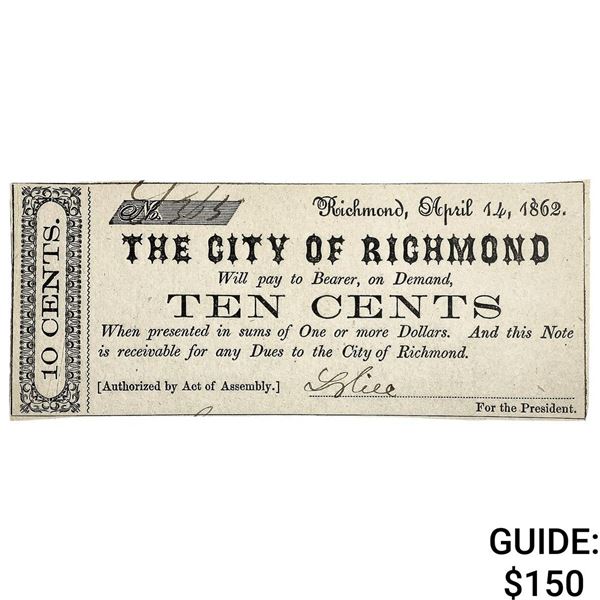 No.
Richmond, April 14, 1862.
THE CITY OF RICHMOND
Will pay to Bearer, on Demand,
TEN CENTS
When presented in sums of One or more Dollars. And this Note
is receivable for any Dues to the City of Richmond.
[Authorized by Act of Assembly.]
For the President.
10 CENTS.
GUIDE:
$150